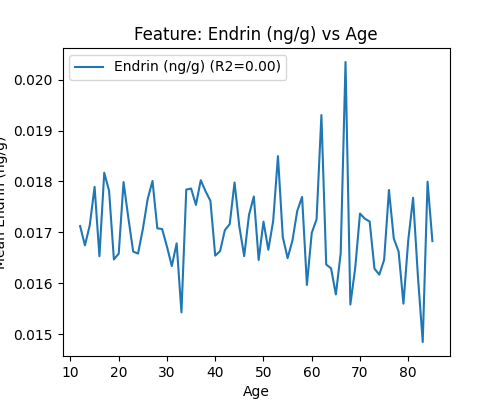 Feature: Endrin (ng/g) vs Age
Endrin (ng/g) (R2=0.00)
0.020
0.019
0.018
0.017
0.016
0.015
Mean Endrin (ng/g)
10 20 30 40 50 60 70 80
Age